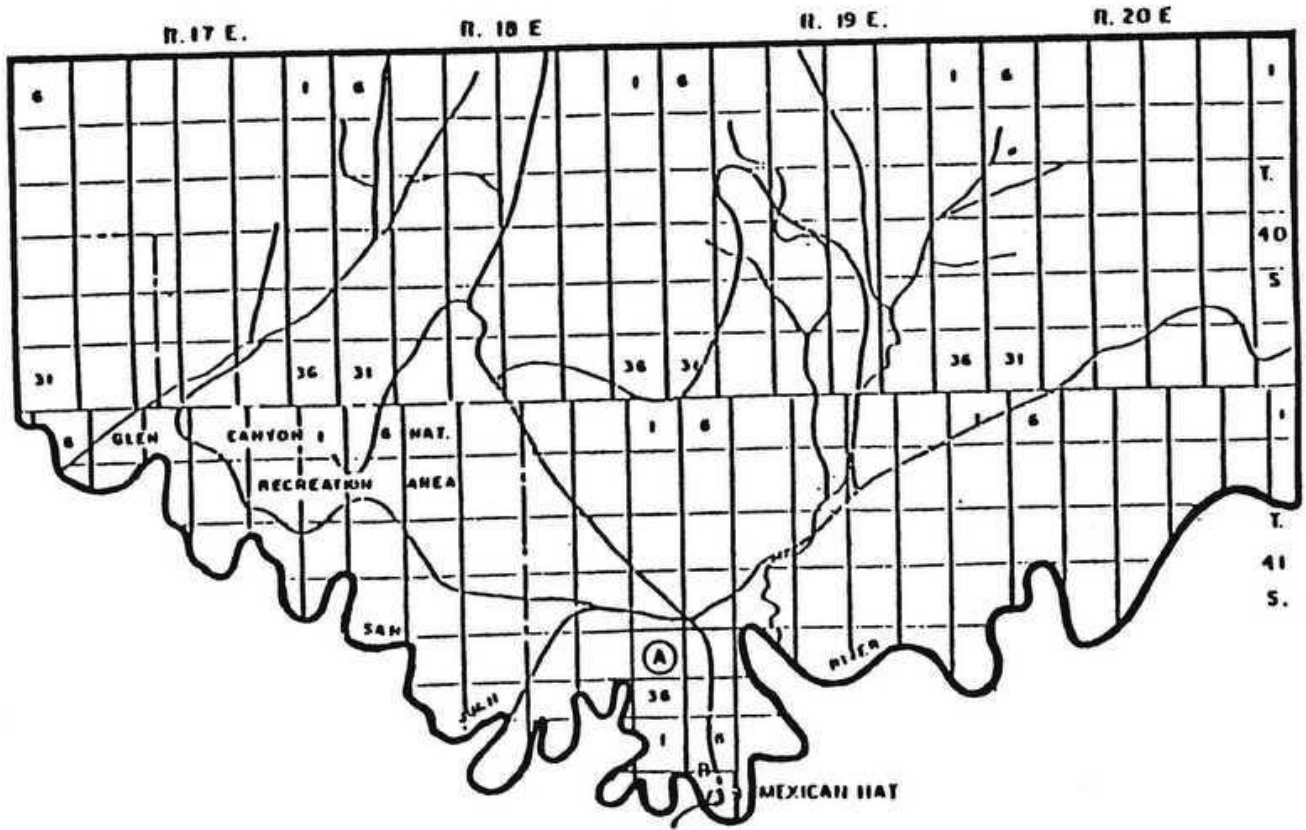 R. 17 E. R. 18 E R. 19 E. R. 20 E
6 1 6 1 6 1 6 1
T.
40
S
31 36 31 36 31 36 31
6 GLEN CANYON 1 6 NAT. 1 6 1 6 1
RECREATION AREA
T.
41
S.
SAN
RIVER
A
36
JUAN
1
MEXICAN HAT